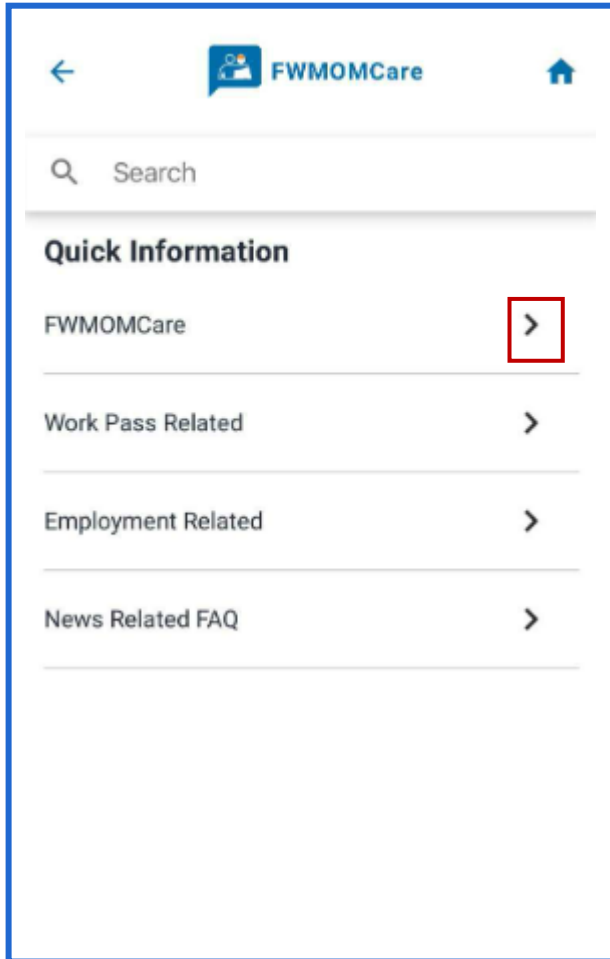 FWMOMCare
Search
Quick Information
FWMOMCare
Work Pass Related
Employment Related
News Related FAQ